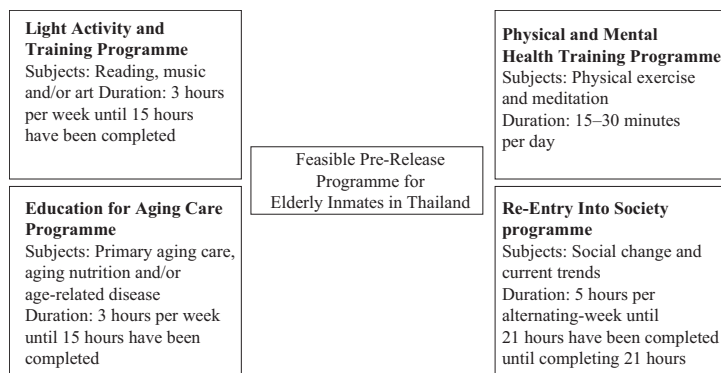 Light Activity and
Training Programme
Subjects: Reading, music
and/or art Duration: 3 hours
per week until 15 hours
have been completed
Physical and Mental
Health Training Programme
Subjects: Physical exercise
and meditation
Duration: 15–30 minutes
per day
Feasible Pre-Release
Programme for
Elderly Inmates in Thailand
Education for Aging Care
Programme
Subjects: Primary aging care,
aging nutrition and/or
age-related disease
Duration: 3 hours per week
until 15 hours have been
completed
Re-Entry Into Society
programme
Subjects: Social change and
current trends
Duration: 5 hours per
alternating-week until
21 hours have been completed
until completing 21 hours